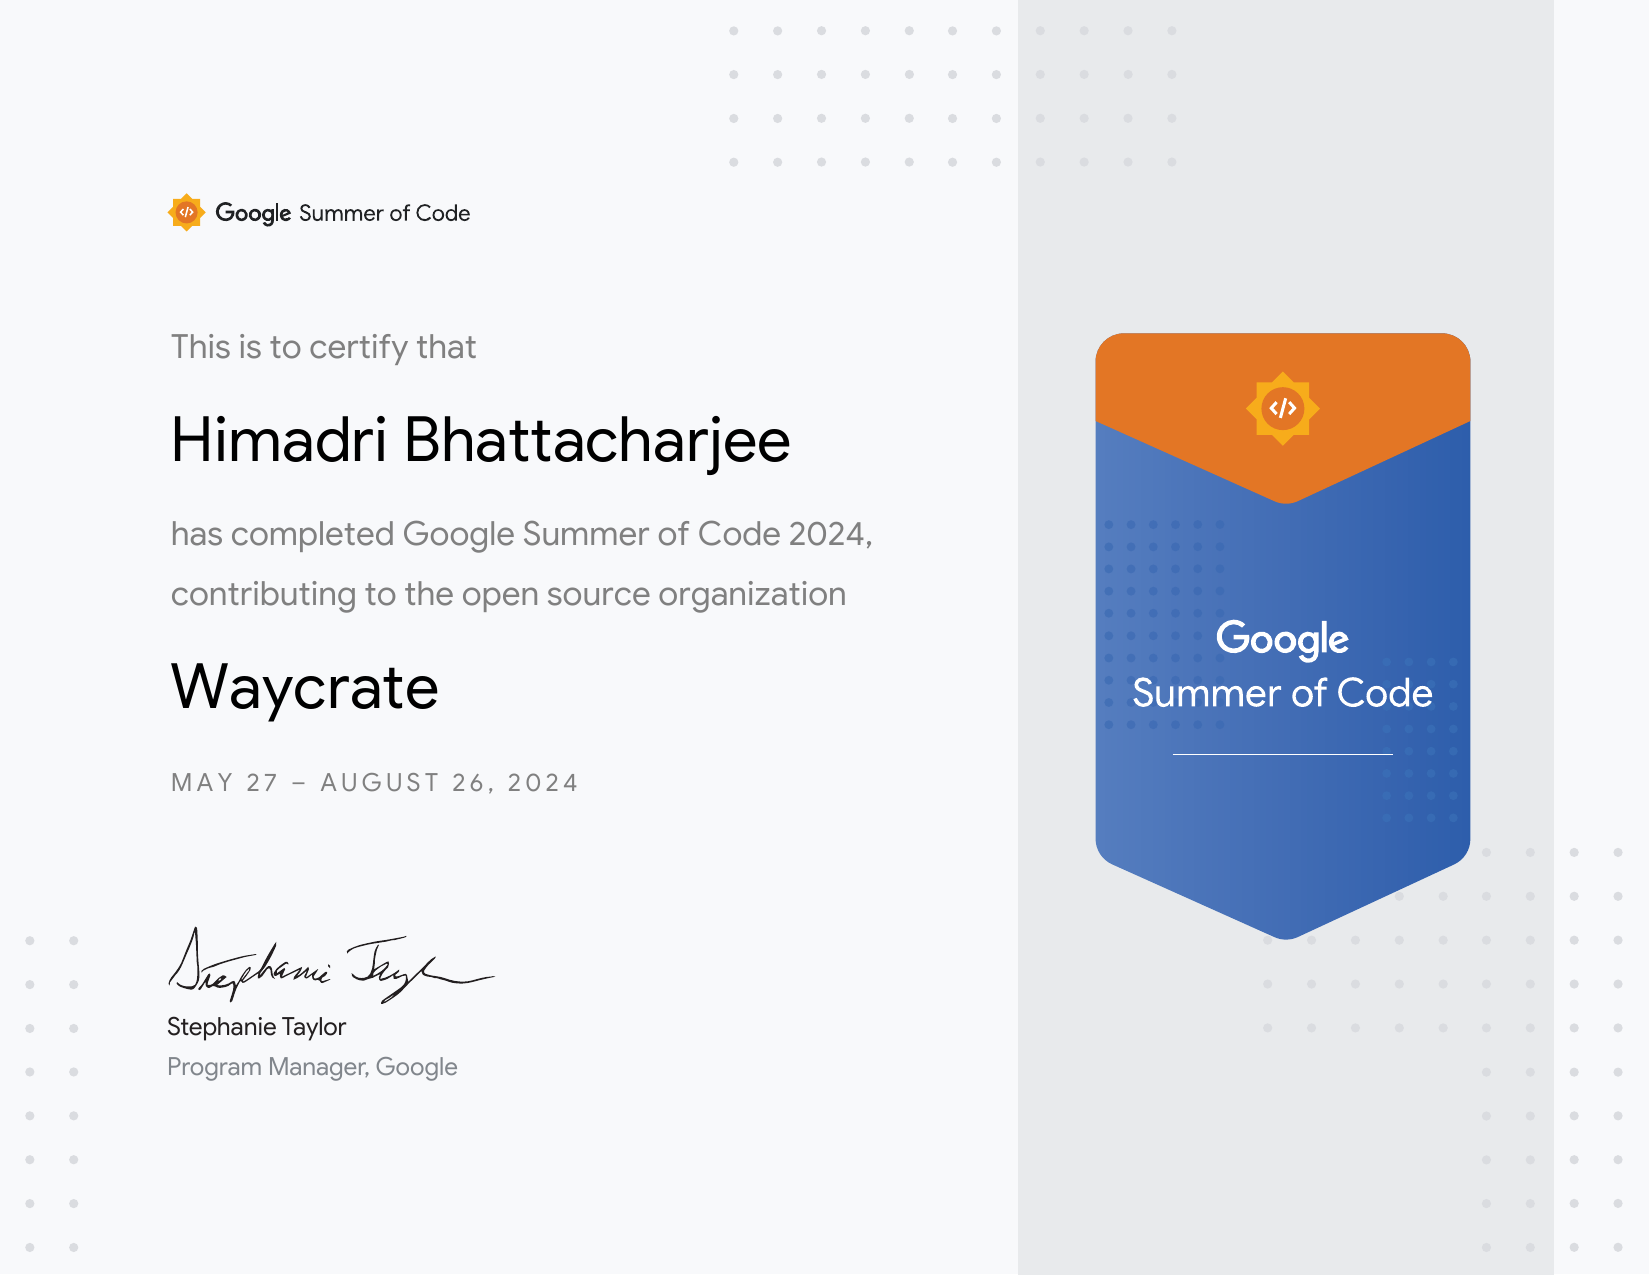 Google Summer of Code
This is to certify that
Himadri Bhattacharjee
has completed Google Summer of Code 2024,
contributing to the open source organization
Waycrate
MAY 27 – AUGUST 26, 2024
Stephanie Taylor
Stephanie Taylor
Program Manager, Google
Google
Summer of Code